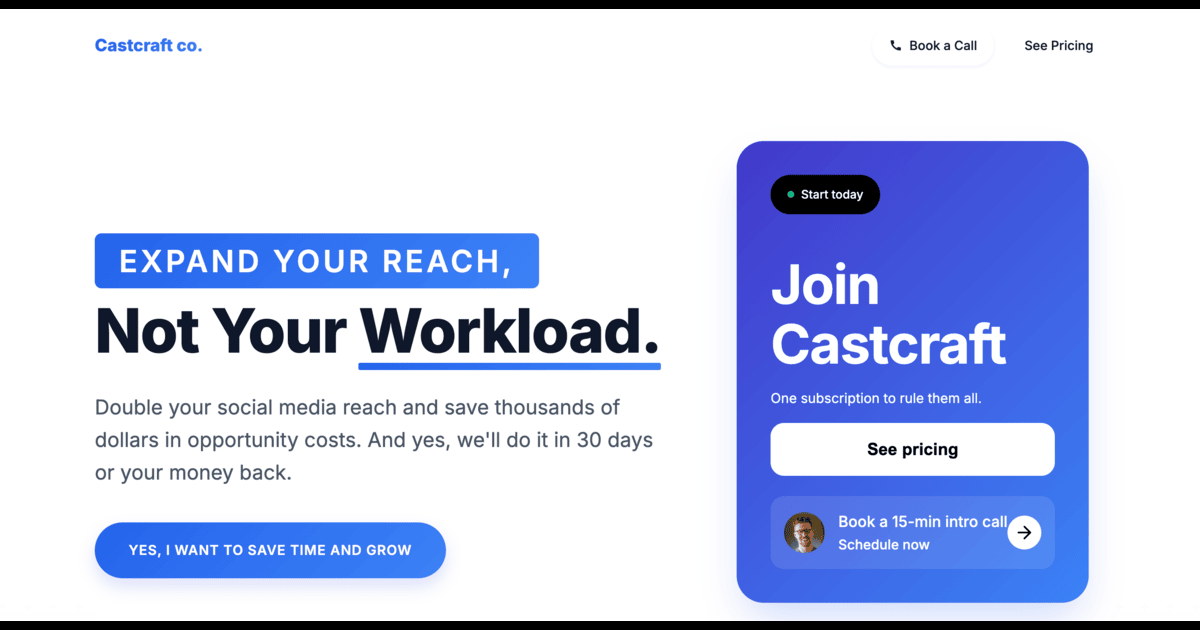 Castcraft co.
Book a Call
See Pricing
EXPAND YOUR REACH,
Not Your Workload.
Double your social media reach and save thousands of
dollars in opportunity costs. And yes, we'll do it in 30 days
or your money back.
YES, I WANT TO SAVE TIME AND GROW
Start today
Join
Castcraft
One subscription to rule them all.
See pricing
Book a 15-min intro call
Schedule now